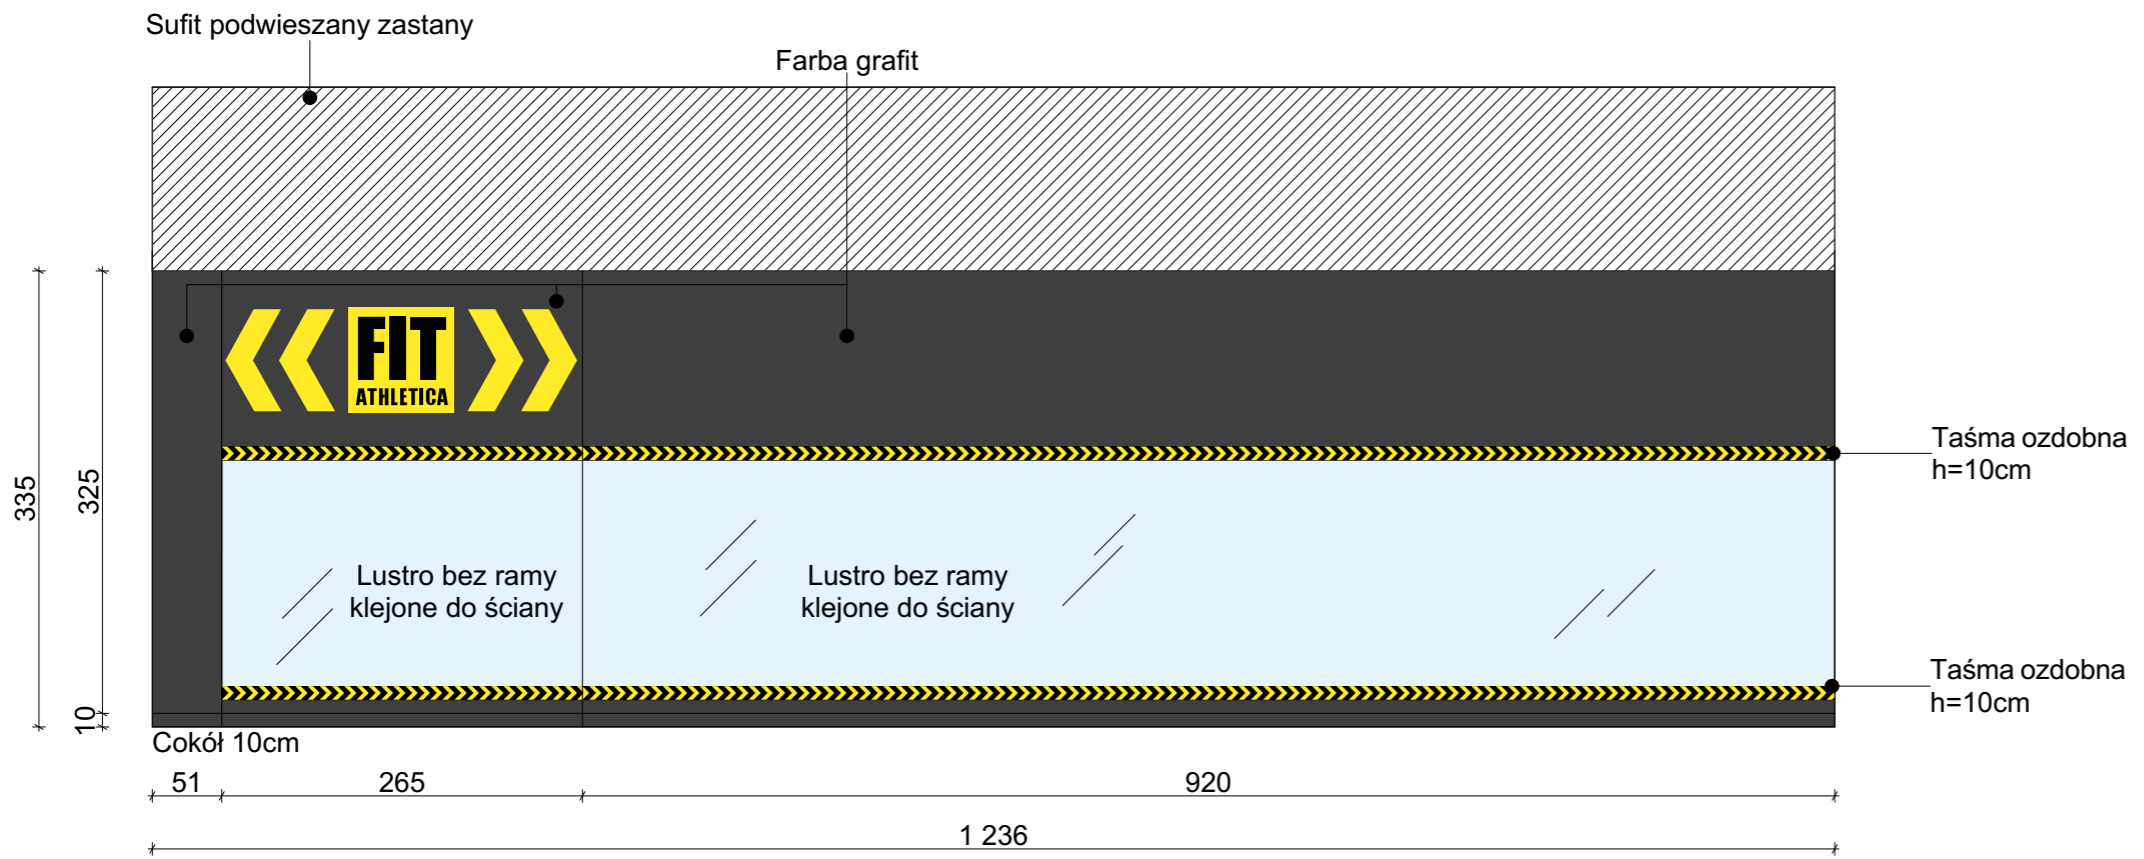 Sufit podwieszany zastany
Farba grafit
FIT
ATHLETICA
Taśma ozdobna
h=10cm
335
325
10
Lustro bez ramy
klejone do ściany
Lustro bez ramy
klejone do ściany
Taśma ozdobna
h=10cm
Cokół 10cm
51
265
920
1 236